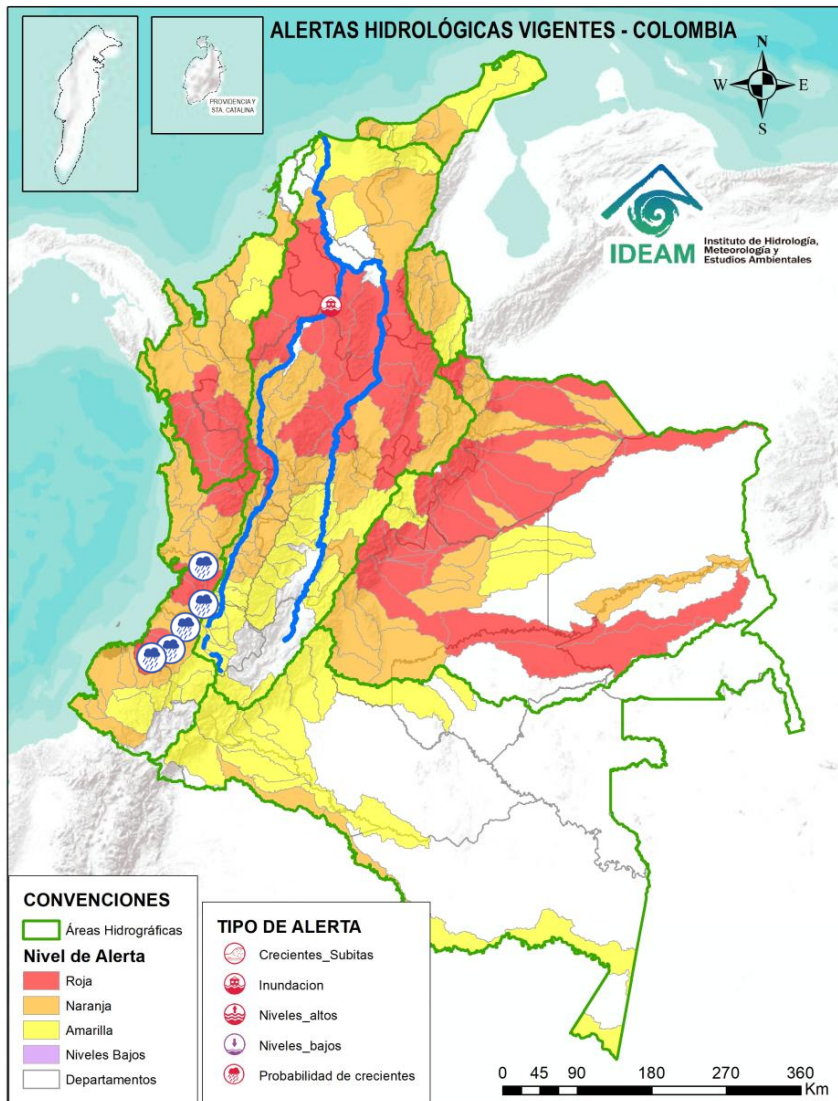 ALERTAS HIDROLÓGICAS VIGENTES - COLOMBIA
PROVIDENCIA Y
STA. CATALINA
N
W
E
S
IDEAM
Instituto de Hidrología,
Meteorología y
Estudios Ambientales
CONVENCIONES
Áreas Hidrográficas
Nivel de Alerta
Roja
Naranja
Amarilla
Niveles Bajos
Departamentos
TIPO DE ALERTA
Crecientes_Subitas
Inundacion
Niveles_altos
Niveles_bajos
Probabilidad de crecientes
0 45 90 180 270 360
Km